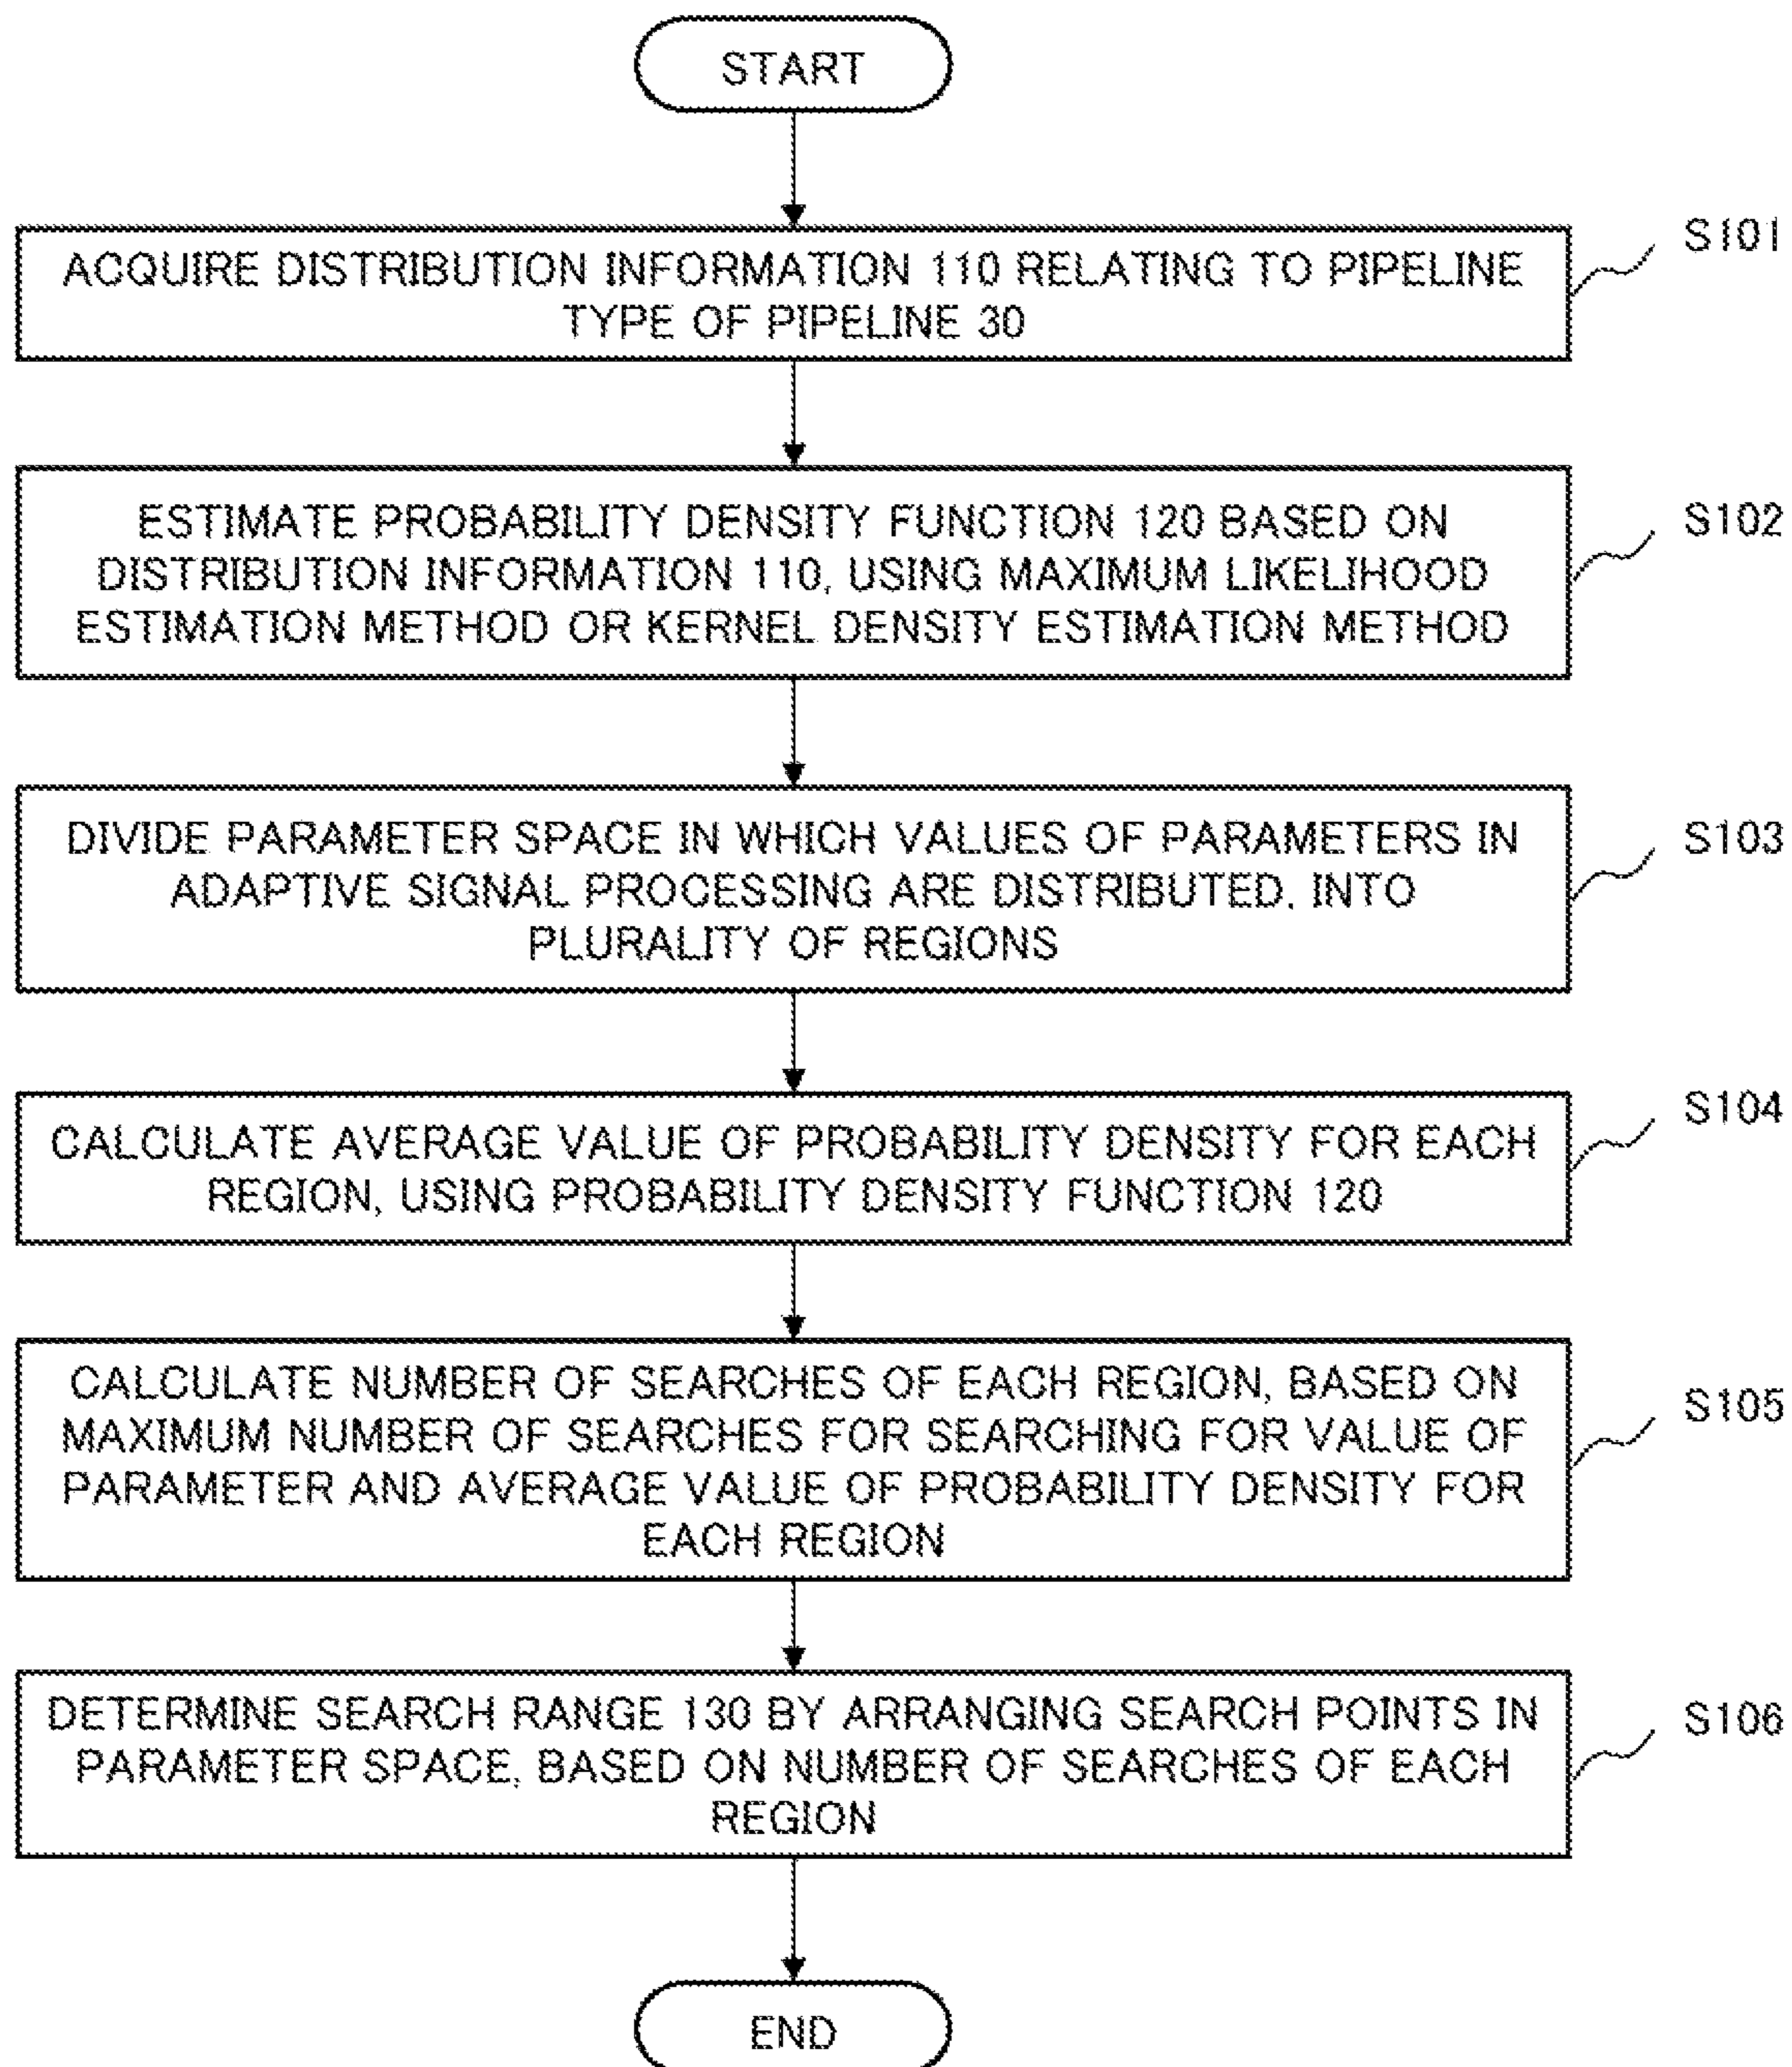 START
S101
ACQUIRE DISTRIBUTION INFORMATION 110 RELATING TO PIPELINE
TYPE OF PIPELINE 30
S102
ESTIMATE PROBABILITY DENSITY FUNCTION 120 BASED ON
DISTRIBUTION INFORMATION 110, USING MAXIMUM LIKELIHOOD
ESTIMATION METHOD OR KERNEL DENSITY ESTIMATION METHOD
S103
DIVIDE PARAMETER SPACE IN WHICH VALUES OF PARAMETERS IN
ADAPTIVE SIGNAL PROCESSING ARE DISTRIBUTED, INTO
PLURALITY OF REGIONS
S104
CALCULATE AVERAGE VALUE OF PROBABILITY DENSITY FOR EACH
REGION, USING PROBABILITY DENSITY FUNCTION 120
S105
CALCULATE NUMBER OF SEARCHES OF EACH REGION, BASED ON
MAXIMUM NUMBER OF SEARCHES FOR SEARCHING FOR VALUE OF
PARAMETER AND AVERAGE VALUE OF PROBABILITY DENSITY FOR
EACH REGION
S106
DETERMINE SEARCH RANGE 130 BY ARRANGING SEARCH POINTS IN
PARAMETER SPACE, BASED ON NUMBER OF SEARCHES OF EACH
REGION
END